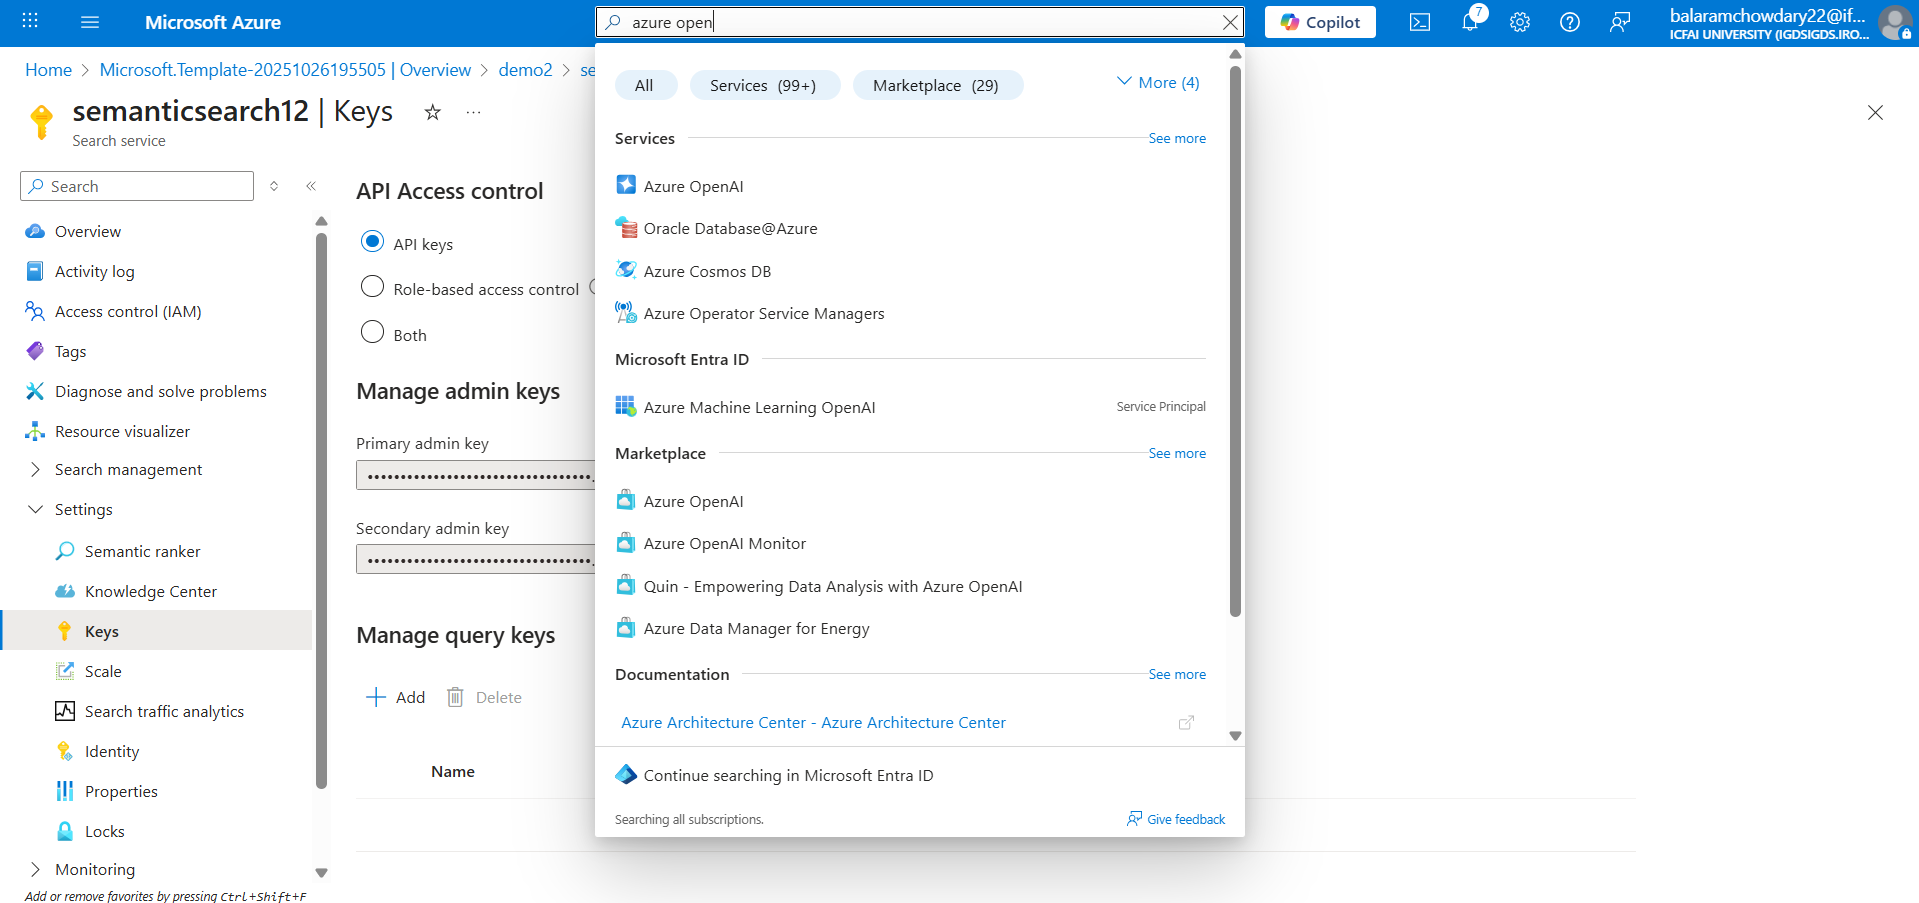 Microsoft Azure
azure open
Copilot
7
balaramchowdary22@if...
ICFAI UNIVERSITY (IGDSIGDS.IRO...
Home > Microsoft.Template-20251026195505 | Overview > demo2 > se
semanticsearch12 | Keys
Search service
Search
Overview
Activity log
Access control (IAM)
Tags
Diagnose and solve problems
Resource visualizer
Search management
Settings
Semantic ranker
Knowledge Center
Keys
Scale
Search traffic analytics
Identity
Properties
Locks
Monitoring
Add or remove favorites by pressing Ctrl+Shift+F
API Access control
API keys
Role-based access control
Both
Manage admin keys
Primary admin key
Secondary admin key
Manage query keys
Add Delete
Name
All Services (99+) Marketplace (29) More (4)
Services See more
Azure OpenAI
Oracle Database@Azure
Azure Cosmos DB
Azure Operator Service Managers
Microsoft Entra ID
Azure Machine Learning OpenAI Service Principal
Marketplace See more
Azure OpenAI
Azure OpenAI Monitor
Quin - Empowering Data Analysis with Azure OpenAI
Azure Data Manager for Energy
Documentation See more
Azure Architecture Center - Azure Architecture Center
Continue searching in Microsoft Entra ID
Searching all subscriptions. Give feedback